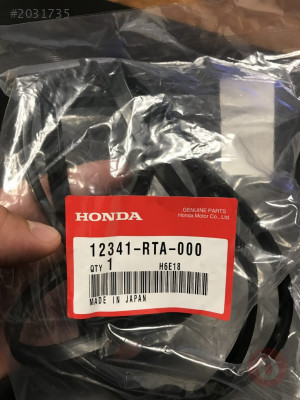 #2031735
HONDA
GENUINE PARTS
Honda Motor Co., Ltd.
12341-RTA-000
QTY 1 H6E18
MADE IN JAPAN